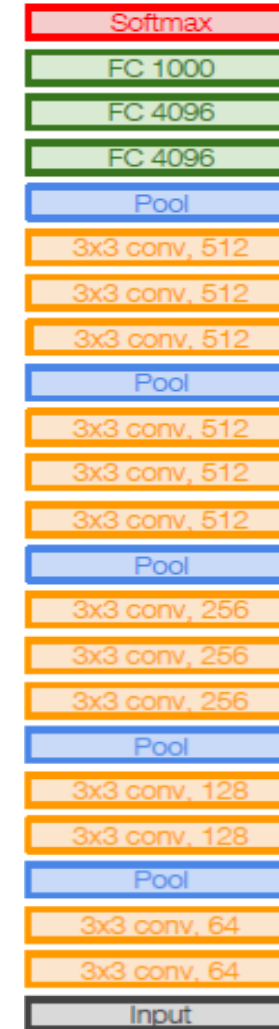 Softmax
FC 1000
FC 4096
FC 4096
Pool
3x3 conv, 512
3x3 conv, 512
3x3 conv, 512
Pool
3x3 conv, 512
3x3 conv, 512
3x3 conv, 512
Pool
3x3 conv, 256
3x3 conv, 256
3x3 conv, 256
Pool
3x3 conv, 128
3x3 conv, 128
Pool
3x3 conv, 64
3x3 conv, 64
Input